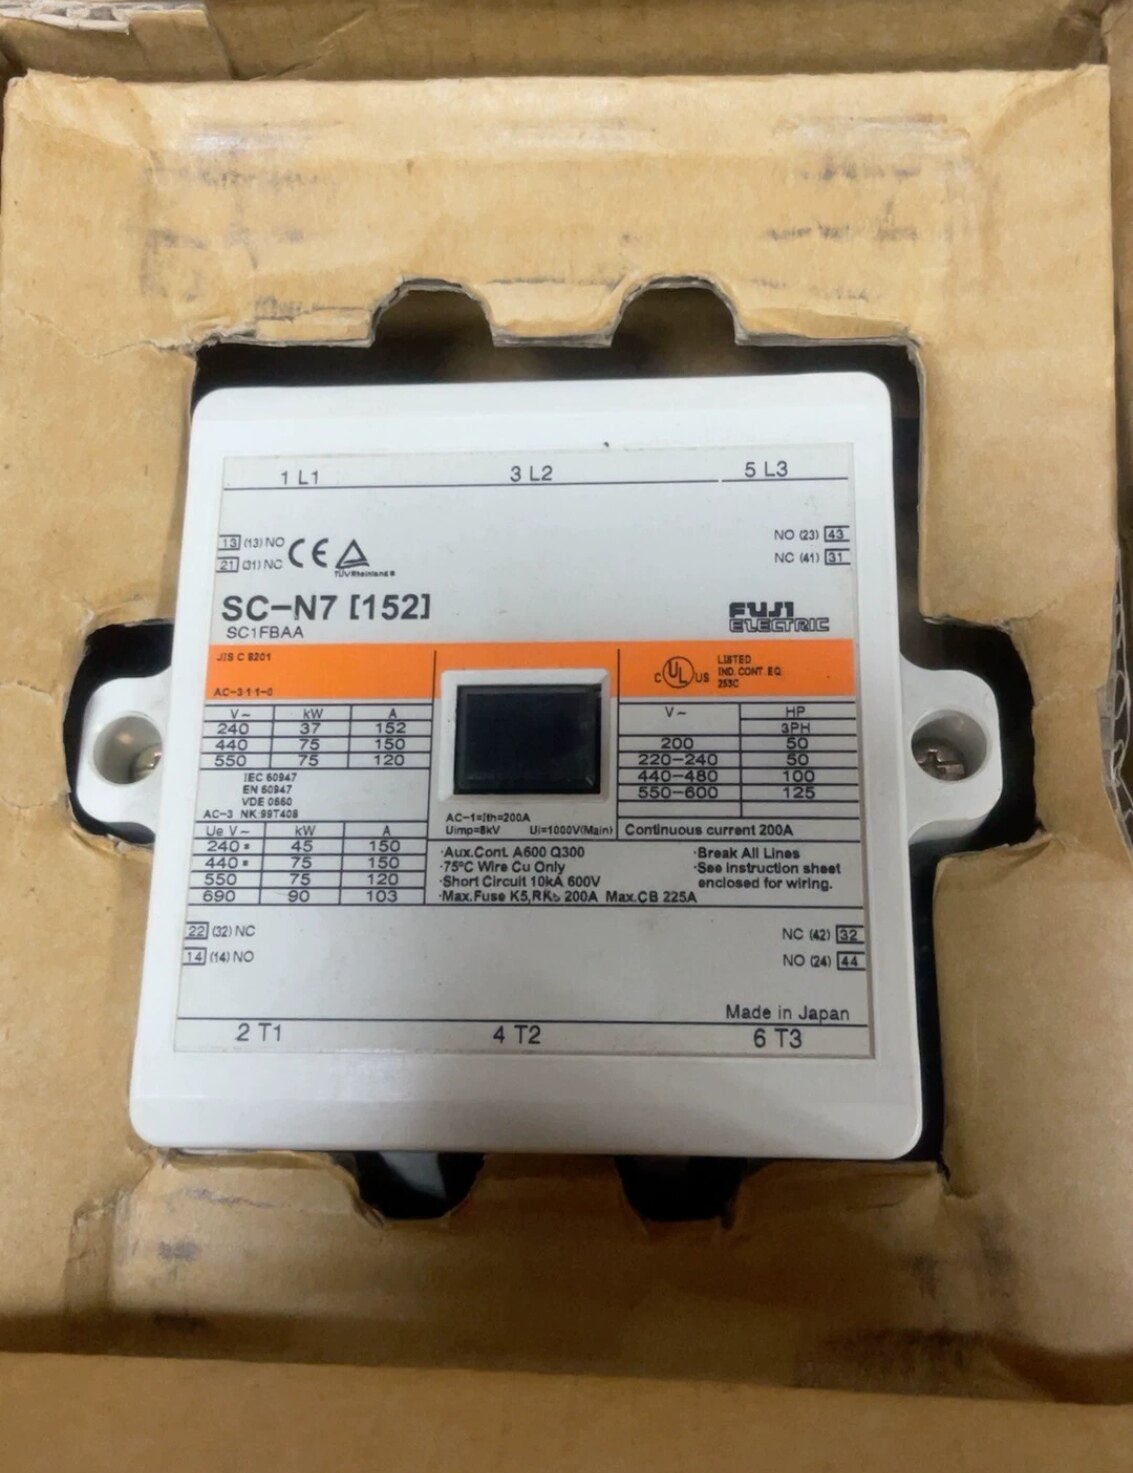 1 L1 3 L2 5 L3
13 (13) NO CE NO (23) 43
21 (31) NC TÜVRheinland NC (41) 31
SC-N7 [152] FUJI
SC1FBAA ELECTRIC
JIS C 8201 C UL US LISTED
IND. CONT. EQ.
AC-3 1-1-0 253C
V~ kW A V~ HP
3PH
240 37 152 200 50
440 75 150 220-240 50
550 75 120 440-480 100
IEC 60947 550-600 125
EN 60947
VDE 0660
AC-3 NK:99T408 AC-1=Ith=200A
Uimp=8kV Ui=1000V(Main) Continuous current 200A
Ue V~ kW A
240 45 150 ·Aux.Cont. A600 Q300 ·Break All Lines
440 75 150 ·75°C Wire Cu Only ·See instruction sheet
550 75 120 ·Short Circuit 10kA 600V enclosed for wiring.
690 90 103 ·Max.Fuse K5,RK5 200A Max.CB 225A
22 (32) NC NC (42) 32
14 (14) NO NO (24) 44
Made in Japan
2 T1 4 T2 6 T3